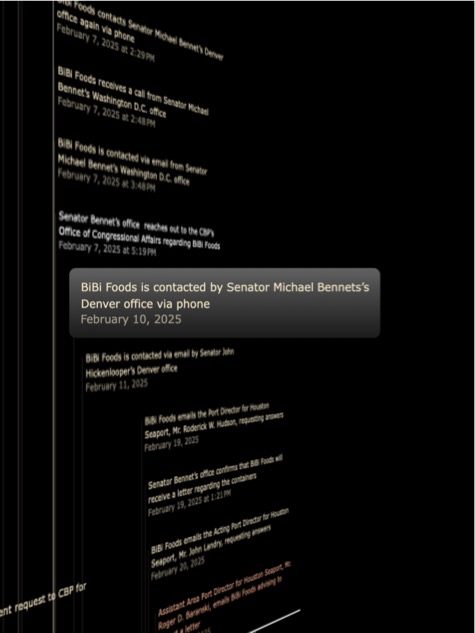 BiBi Foods contacts Senator Michael Bennet's Denver
office again via phone
February 7, 2025 at 2:29PM
BiBi Foods receives a call from Senator Michael
Bennet's Washington D.C. office
February 7, 2025 at 2:48PM
BiBi Foods is contacted via email from Senator
Michael Bennet's Washington D.C. office
February 7, 2025 at 3:48PM
Senator Bennet's office reaches out to the CBP's
Office of Congressional Affairs regarding BiBi Foods
February 7, 2025 at 5:19PM
BiBi Foods is contacted by Senator Michael Bennets's
Denver office via phone
February 10, 2025
BiBi Foods is contacted via email by Senator John
Hickenlooper's Denver office
February 11, 2025
BiBi Foods emails the Port Director for Houston
Seaport, Mr. Roderick W. Hudson, requesting answers
February 19, 2025
Senator Bennet's office confirms that BiBi Foods will
receive a letter regarding the containers
February 19, 2025 at 1:21PM
BiBi Foods emails the Acting Port Director for Houston
Seaport, Mr. John Landry, requesting answers
February 20, 2025
ent request to CBP for
Assistant Area Port Director for Houston Seaport, Mr.
Roger D. Baranski, emails BiBi Foods advising to
a letter